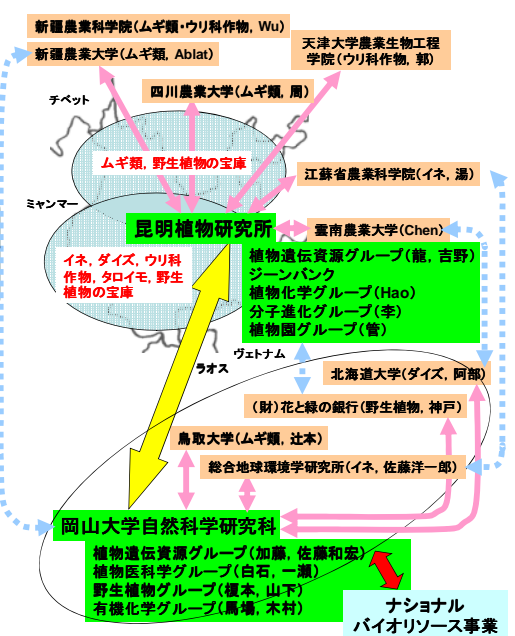 新疆農業科学院（ムギ類・ウリ科作物, Wu）
新疆農業大学（ムギ類, Ablat）
天津大学農業生物工程
学院（ウリ科作物, 郭）
四川農業大学（ムギ類, 周）
チベット
ムギ類, 野生植物の宝庫
江蘇省農業科学院（イネ, 湯）
ミャンマー
昆明植物研究所
雲南農業大学（Chen）
イネ、ダイズ, ウリ科
作物, タロイモ, 野生
植物の宝庫
植物遺伝資源グループ（龍, 吉野）
ジーンバンク
植物化学グループ（Hao）
分子進化グループ（李）
植物園グループ（管）
ヴェトナム
ラオス
北海道大学（ダイズ, 阿部）
（財）花と緑の銀行（野生植物, 神戸）
鳥取大学（ムギ類, 辻本）
総合地球環境学研究所（イネ, 佐藤洋一郎）
岡山大学自然科学研究科
植物遺伝資源グループ（加藤, 佐藤和宏）
植物医科学グループ（白石, 一瀬）
野生植物グループ（榎本, 山下）
有機化学グループ（馬場, 木村）
ナショナル
バイオリソース事業